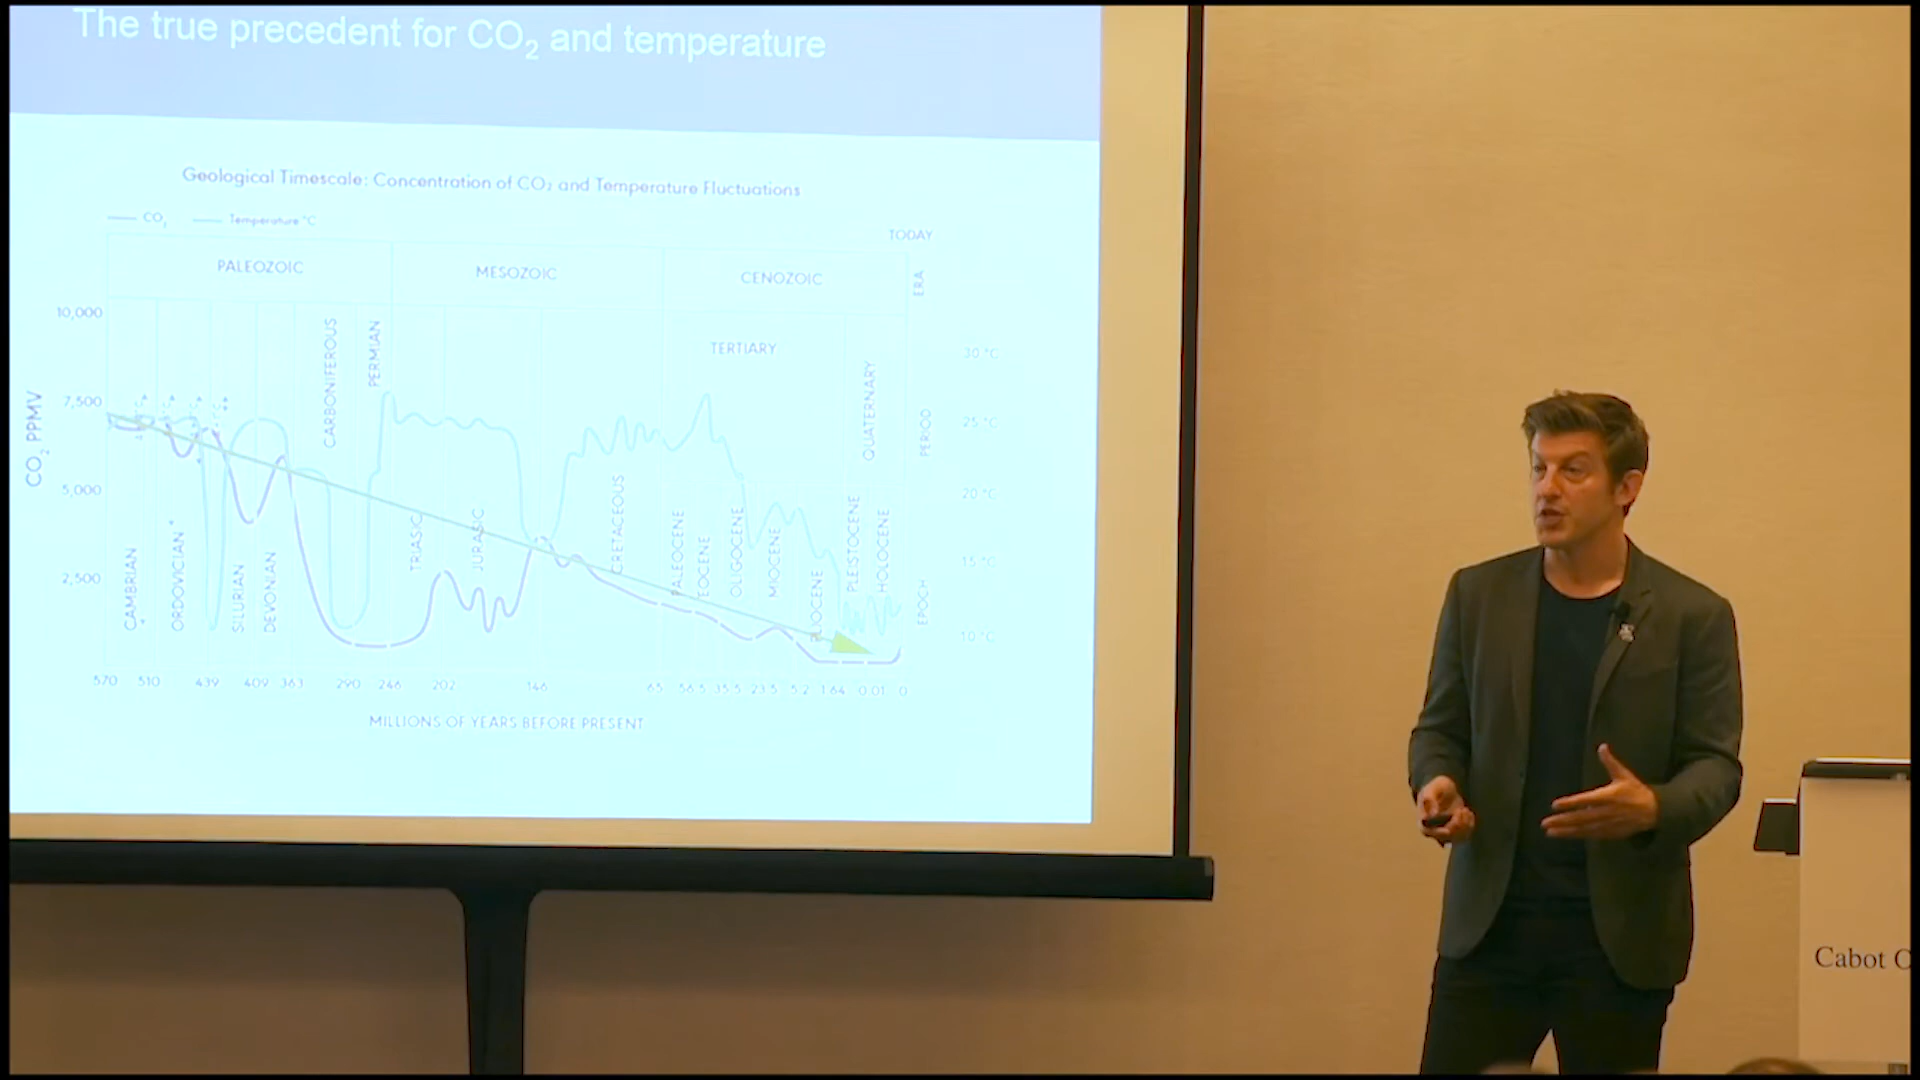 The true precedent for CO2 and temperature
Geological Timescale: Concentration of CO2 and Temperature Fluctuations
CO2 Temperature °C
TODAY
PALEOZOIC MESOZOIC CENOZOIC ERA
10,000
7,500
5,000
2,500
CO2 PPMV
CARBONIFEROUS
PERMIAN
TERTIARY
QUATERNARY
PERIOD
30 °C
25 °C
20 °C
15 °C
10 °C
CAMBRIAN
ORDOVICIAN
SILURIAN
DEVONIAN
TRIASIC
JURASIC
CRETACEOUS
PALEOCENE
EOCENE
OLIGOCENE
MIOCENE
PLIOCENE
PLEISTOCENE
HOLOCENE
EPOCH
570 510 439 409 363 290 246 202 146 65 56.5 35.5 23.5 5.2 1.64 0.01 0
MILLIONS OF YEARS BEFORE PRESENT
Cabot